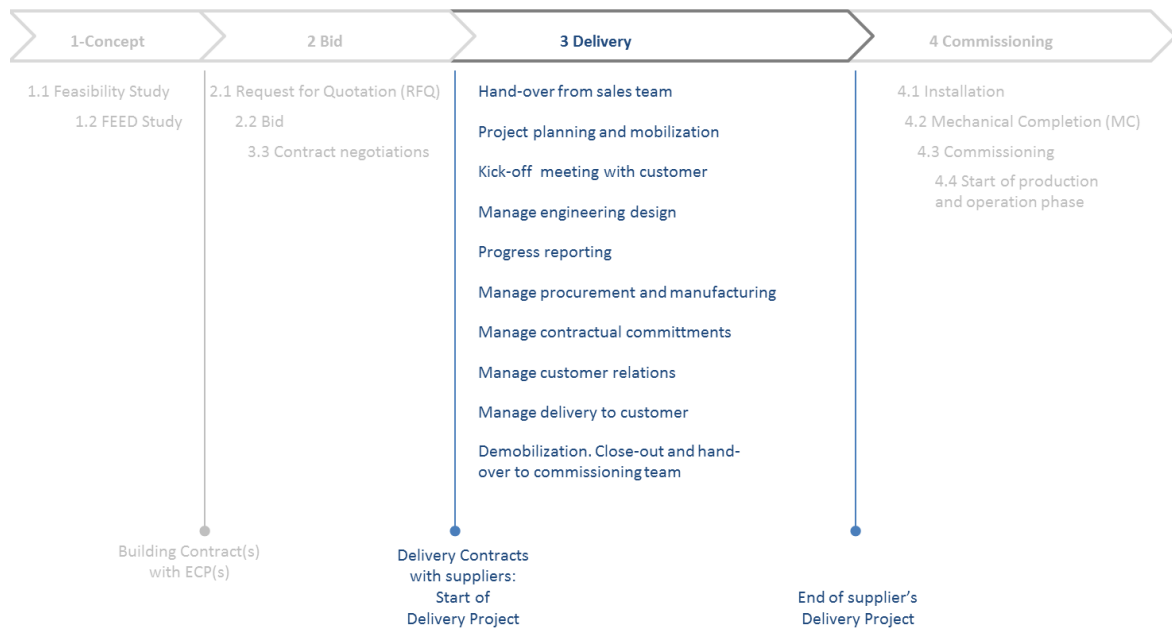 1-Concept
2 Bid
3 Delivery
4 Commissioning
1.1 Feasibility Study
1.2 FEED Study
2.1 Request for Quotation (RFQ)
2.2 Bid
3.3 Contract negotiations
Hand-over from sales team
Project planning and mobilization
Kick-off meeting with customer
Manage engineering design
Progress reporting
Manage procurement and manufacturing
Manage contractual committments
Manage customer relations
Manage delivery to customer
Demobilization. Close-out and hand-
over to commissioning team
4.1 Installation
4.2 Mechanical Completion (MC)
4.3 Commissioning
4.4 Start of production
and operation phase
Building Contract(s)
with ECP(s)
Delivery Contracts
with suppliers:
Start of
Delivery Project
End of supplier’s
Delivery Project